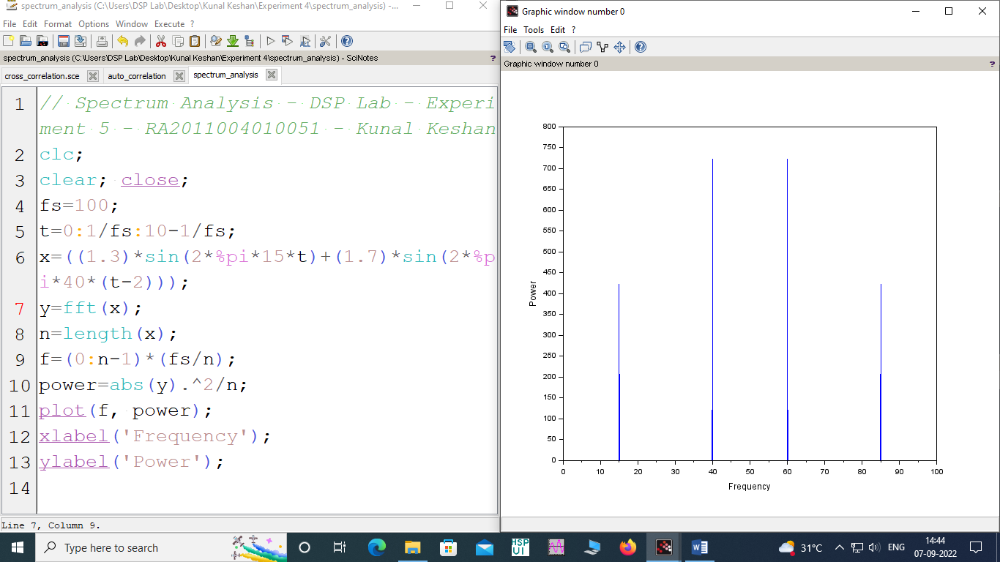 spectrum_analysis (C:\Users\DSP Lab\Desktop\Kunal Keshan\Experiment 4\spectrum_analysis) -...
File Edit Format Options Window Execute ?
spectrum_analysis (C:\Users\DSP Lab\Desktop\Kunal Keshan\Experiment 4\spectrum_analysis) - SciNotes ?
cross_correlation.sce auto_correlation spectrum_analysis
1 // Spectrum Analysis - DSP Lab - Experi
ment 5 - RA2011004010051 - Kunal Keshan
2 clc;
3 clear; close;
4 fs=100;
5 t=0:1/fs:10-1/fs;
6 x=((1.3)*sin(2*%pi*15*t)+(1.7)*sin(2*%p
i*40*(t-2)));
7 y=fft(x);
8 n=length(x);
9 f=(0:n-1)*(fs/n);
10 power=abs(y).^2/n;
11 plot(f, power);
12 xlabel('Frequency');
13 ylabel('Power');
14
Line 7, Column 9.
Graphic window number 0
File Tools Edit ?
Graphic window number 0 ?
800
750
700
650
600
550
500
450
400
350
300
250
200
150
100
50
0
Power
0 10 20 30 40 50 60 70 80 90 100
Frequency
Type here to search
HSP
UI
31°C
ENG
14:44
07-09-2022